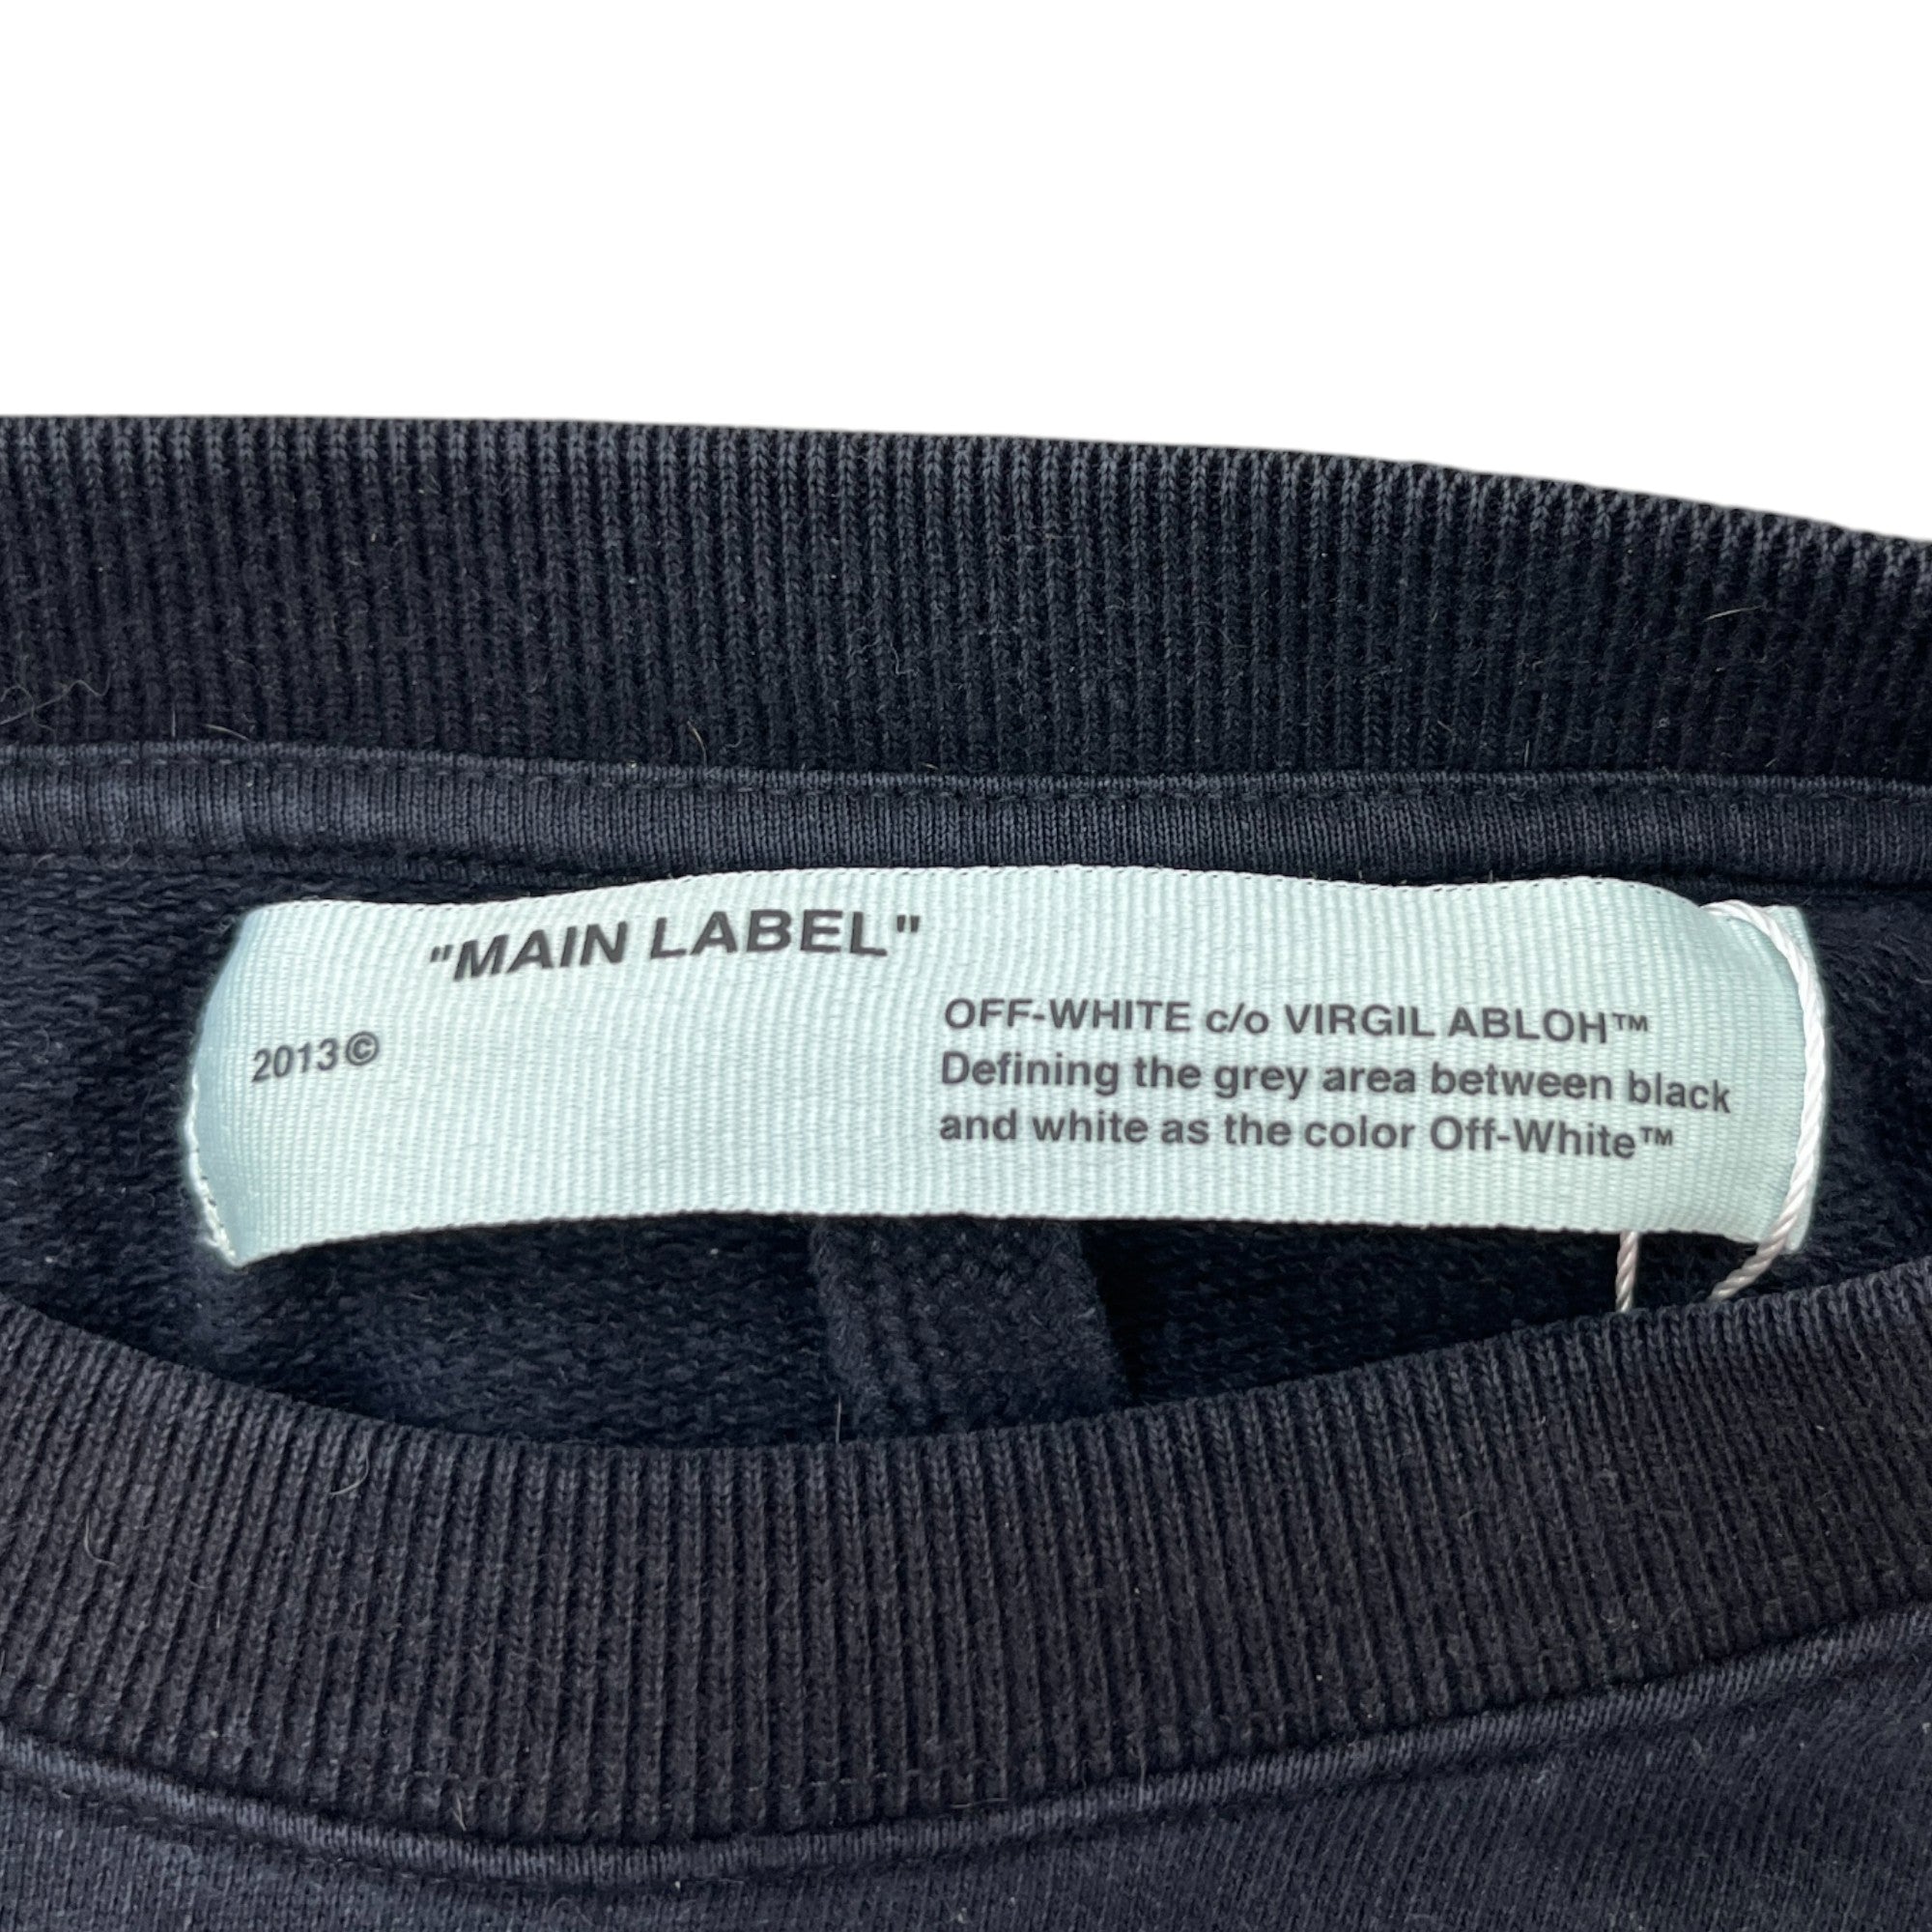 "MAIN LABEL"
2013©
OFF-WHITE c/o VIRGIL ABLOH™
Defining the grey area between black
and white as the color Off-White™